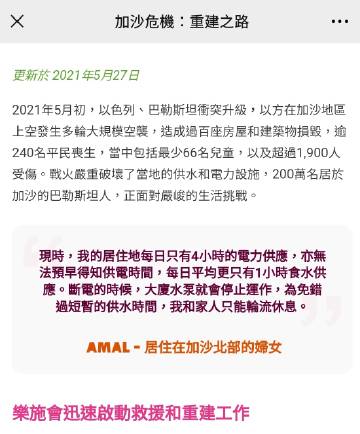 加沙危機：重建之路
更新於 2021年5月27日
2021年5月初，以色列、巴勒斯坦衝突升級，以方在加沙地區
上空發生多輪大規模空襲，造成過百座房屋和建築物損毀，逾
240名平民喪生，當中包括最少66名兒童，以及超過1,900人
受傷。戰火嚴重破壞了當地的供水和電力設施，200萬名居於
加沙的巴勒斯坦人，正面對嚴峻的生活挑戰。
現時，我的居住地每日只有4小時的電力供應，亦無
法預早得知供電時間，每日平均更只有1小時食水供
應。斷電的時候，大廈水泵就會停止運作，為免錯
過短暫的供水時間，我和家人只能輪流休息。
AMAL - 居住在加沙北部的婦女
樂施會迅速啟動救援和重建工作